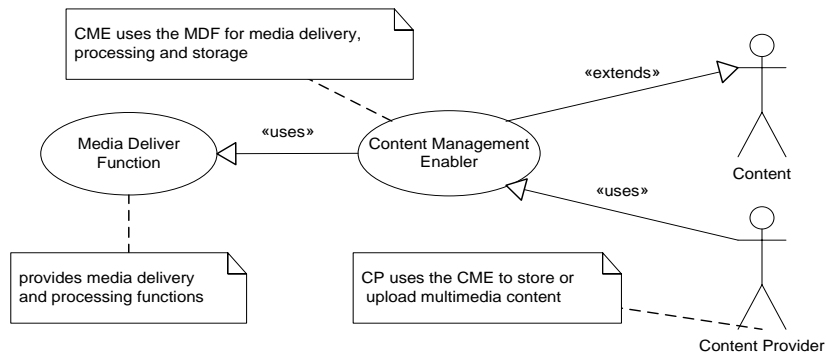 CME uses the MDF for media delivery,
processing and storage
«extends»
«uses»
Media Deliver
Function
Content Management
Enabler
Content
«uses»
provides media delivery
and processing functions
CP uses the CME to store or
upload multimedia content
Content Provider